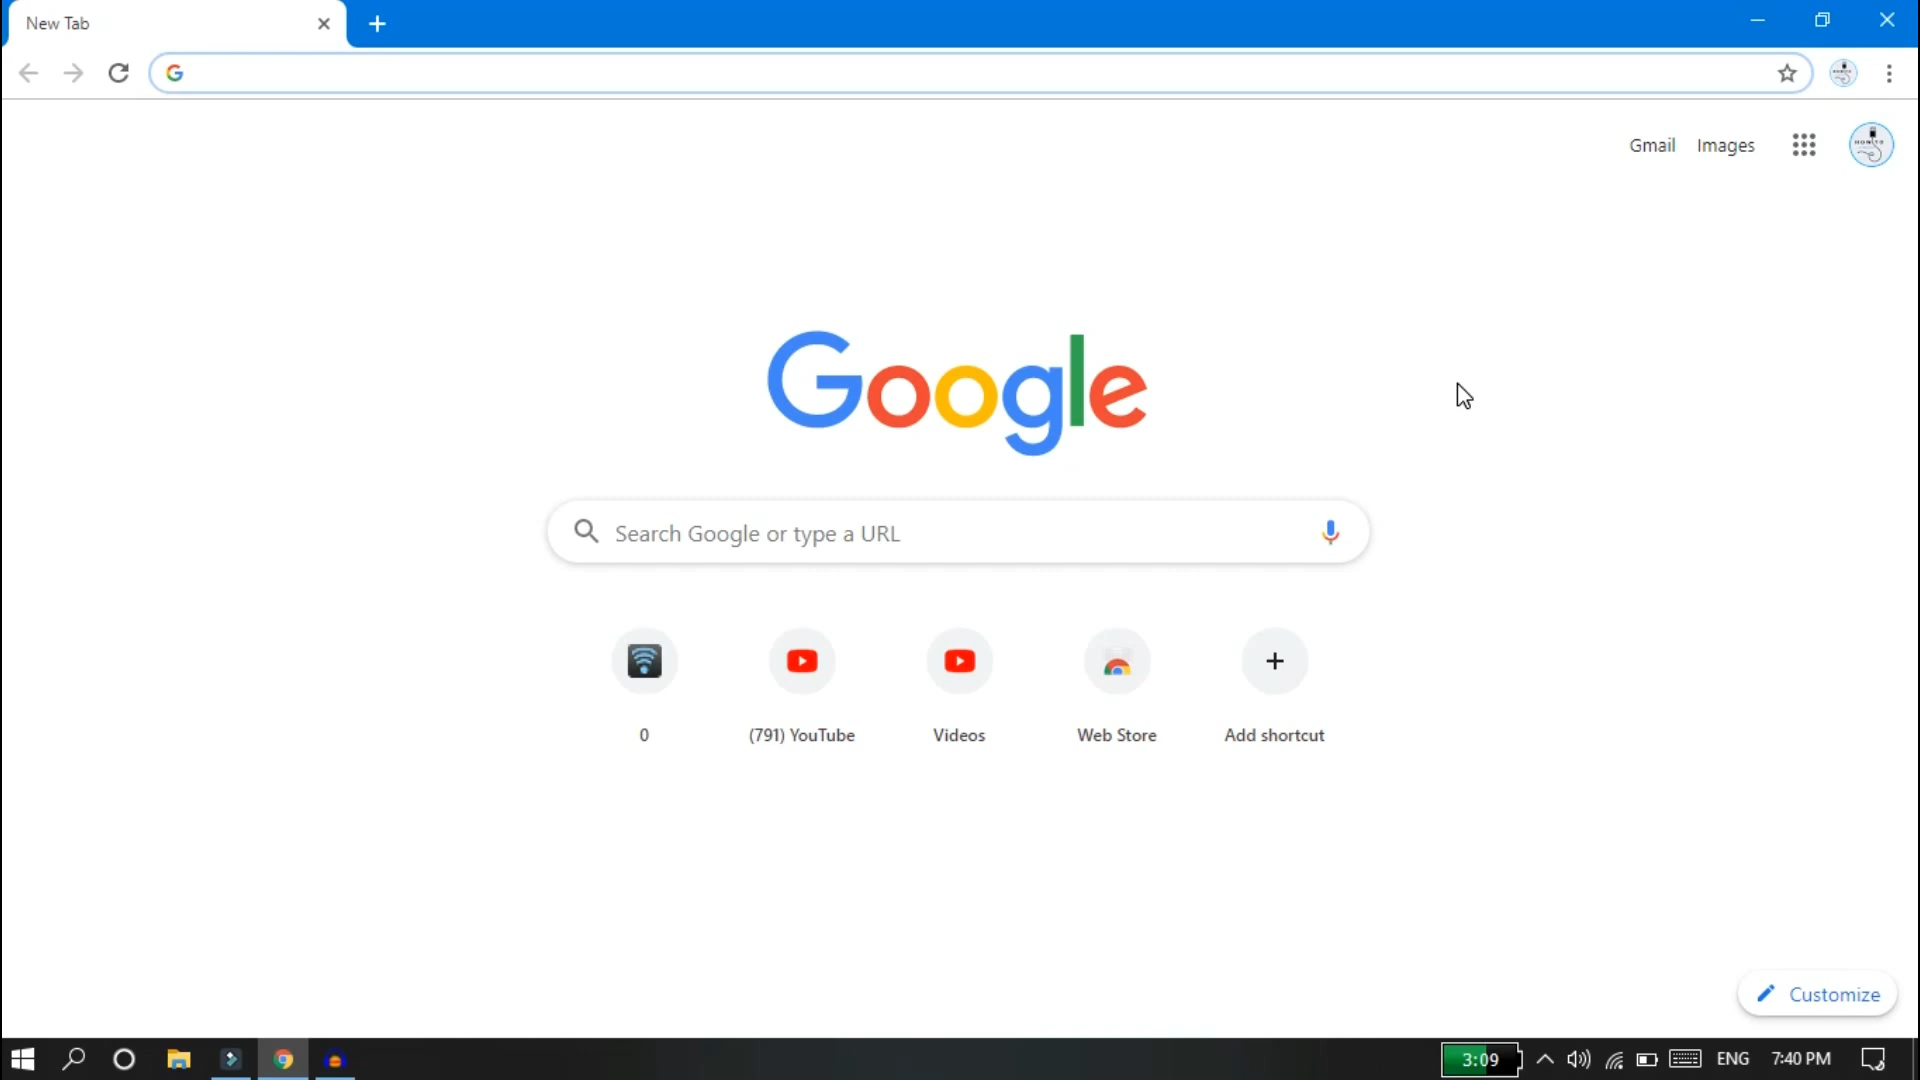 New Tab
Gmail Images
Google
Search Google or type a URL
0
(791) YouTube
Videos
Web Store
Add shortcut
Customize
3:09
ENG
7:40 PM